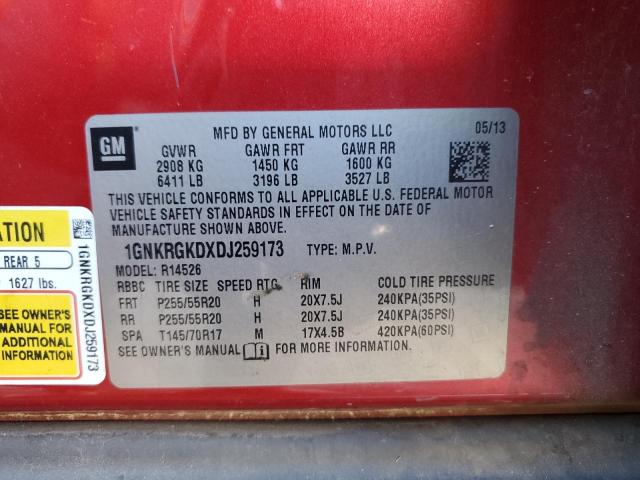 GM
MFD BY GENERAL MOTORS LLC
05/13
GVWR GAWR FRT GAWR RR
2908 KG 1450 KG 1600 KG
6411 LB 3196 LB 3527 LB
THIS VEHICLE CONFORMS TO ALL APPLICABLE U.S. FEDERAL MOTOR
VEHICLE SAFETY STANDARDS IN EFFECT ON THE DATE OF
MANUFACTURE SHOWN ABOVE.
1GNKRGKDXDJ259173 TYPE: M.P.V.
MODEL: R14526
RBBC TIRE SIZE SPEED RTG RIM COLD TIRE PRESSURE
FRT P255/55R20 H 20X7.5J 240KPA(35PSI)
RR P255/55R20 H 20X7.5J 240KPA(35PSI)
SPA T145/70R17 M 17X4.5B 420KPA(60PSI)
SEE OWNER'S MANUAL FOR MORE INFORMATION.
ATION
REAR 5
1627 lbs.
SEE OWNER'S
MANUAL FOR
ADDITIONAL
INFORMATION
1GNKRGKDXDJ259173